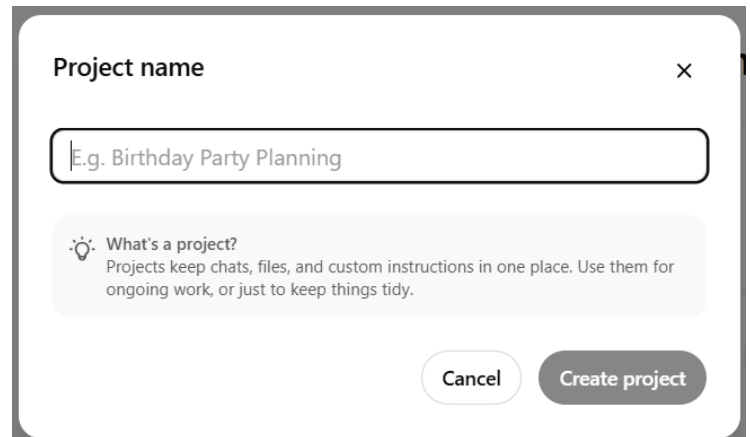 Project name
E.g. Birthday Party Planning
What's a project?
Projects keep chats, files, and custom instructions in one place. Use them for
ongoing work, or just to keep things tidy.
Cancel
Create project